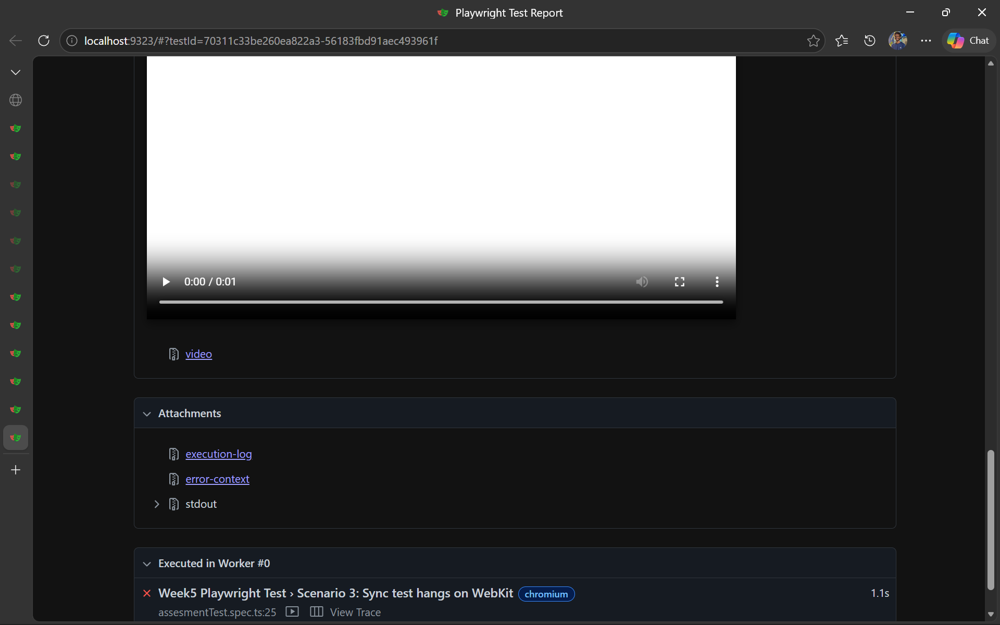 Playwright Test Report
localhost:9323/#?testId=70311c33be260ea822a3-56183fbd91aec493961f
Chat
0:00 / 0:01
video
Attachments
execution-log
error-context
stdout
Executed in Worker #0
Week5 Playwright Test › Scenario 3: Sync test hangs on WebKit chromium 1.1s
assesmentTest.spec.ts:25 View Trace